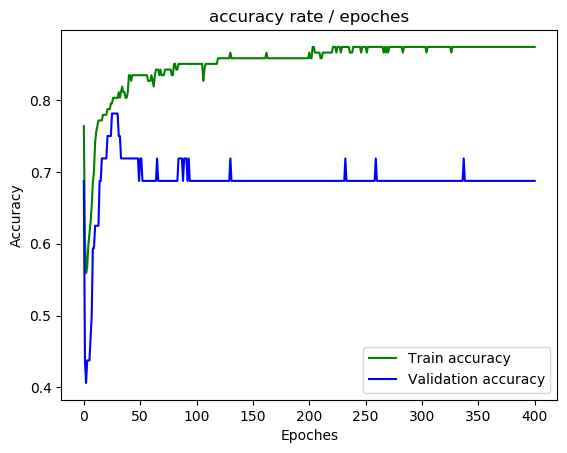 accuracy rate / epoches
Accuracy
0.8
0.7
0.6
0.5
0.4
0 50 100 150 200 250 300 350 400
Epoches
Train accuracy
Validation accuracy